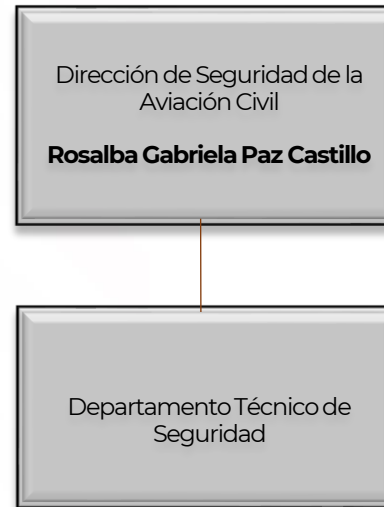 Dirección de Seguridad de la
Aviación Civil
Rosalba Gabriela Paz Castillo
Departamento Técnico de
Seguridad